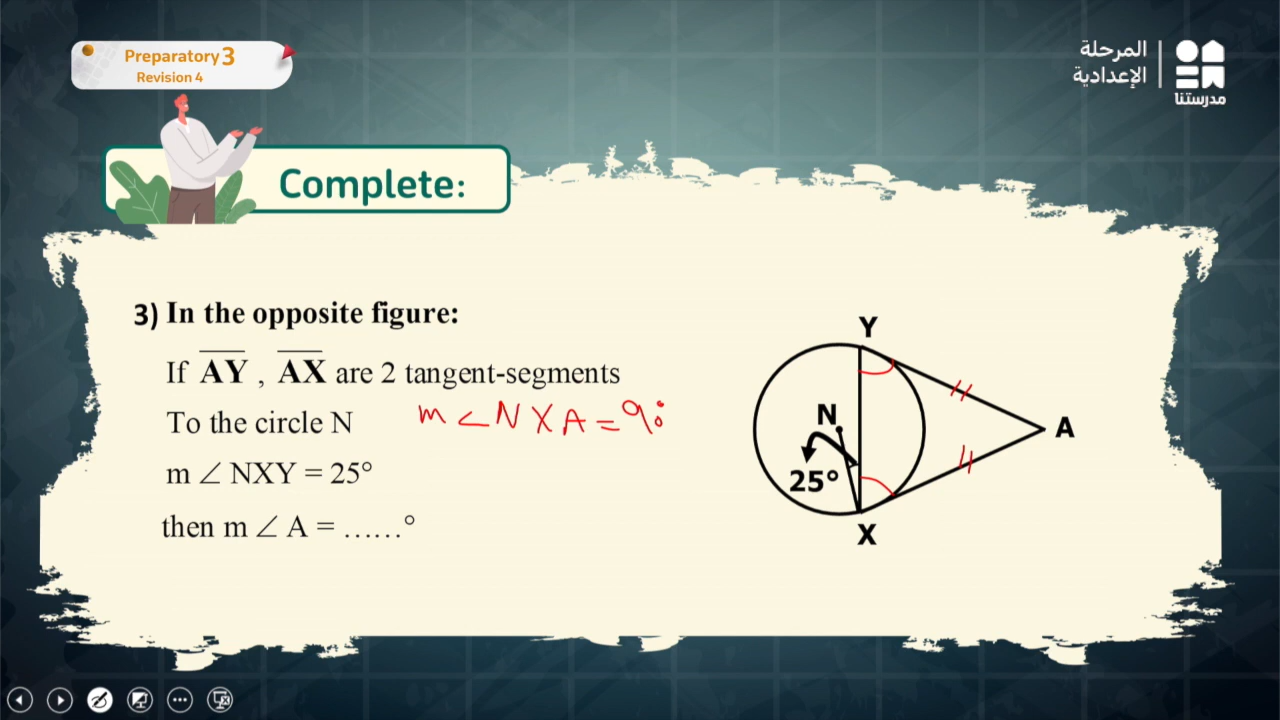 Preparatory 3
Revision 4
المرحلة
الإعدادية
مدرستنا
Complete:
3) In the opposite figure:
If AY , AX are 2 tangent-segments
To the circle N
m ∠ NXA = 90°
m ∠ NXY = 25°
then m ∠ A = ......°
Y
N
A
25°
X